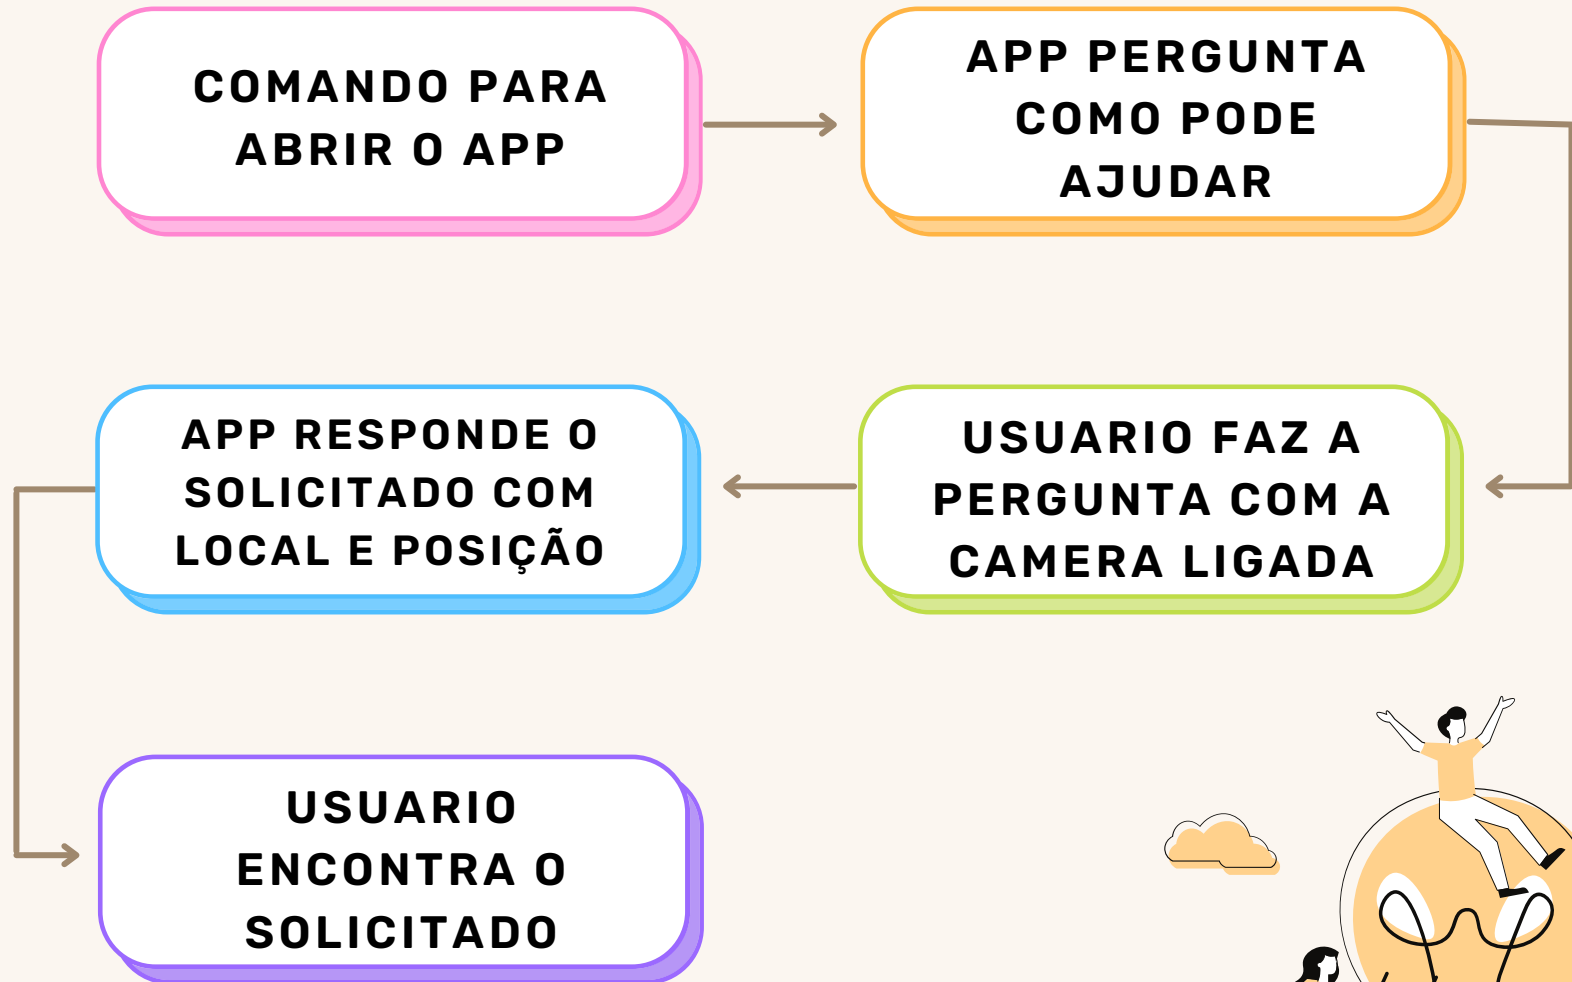 COMANDO PARA
ABRIR O APP
APP PERGUNTA
COMO PODE
AJUDAR
USUARIO FAZ A
PERGUNTA COM A
CAMERA LIGADA
APP RESPONDE O
SOLICITADO COM
LOCAL E POSIÇÃO
USUARIO
ENCONTRA O
SOLICITADO